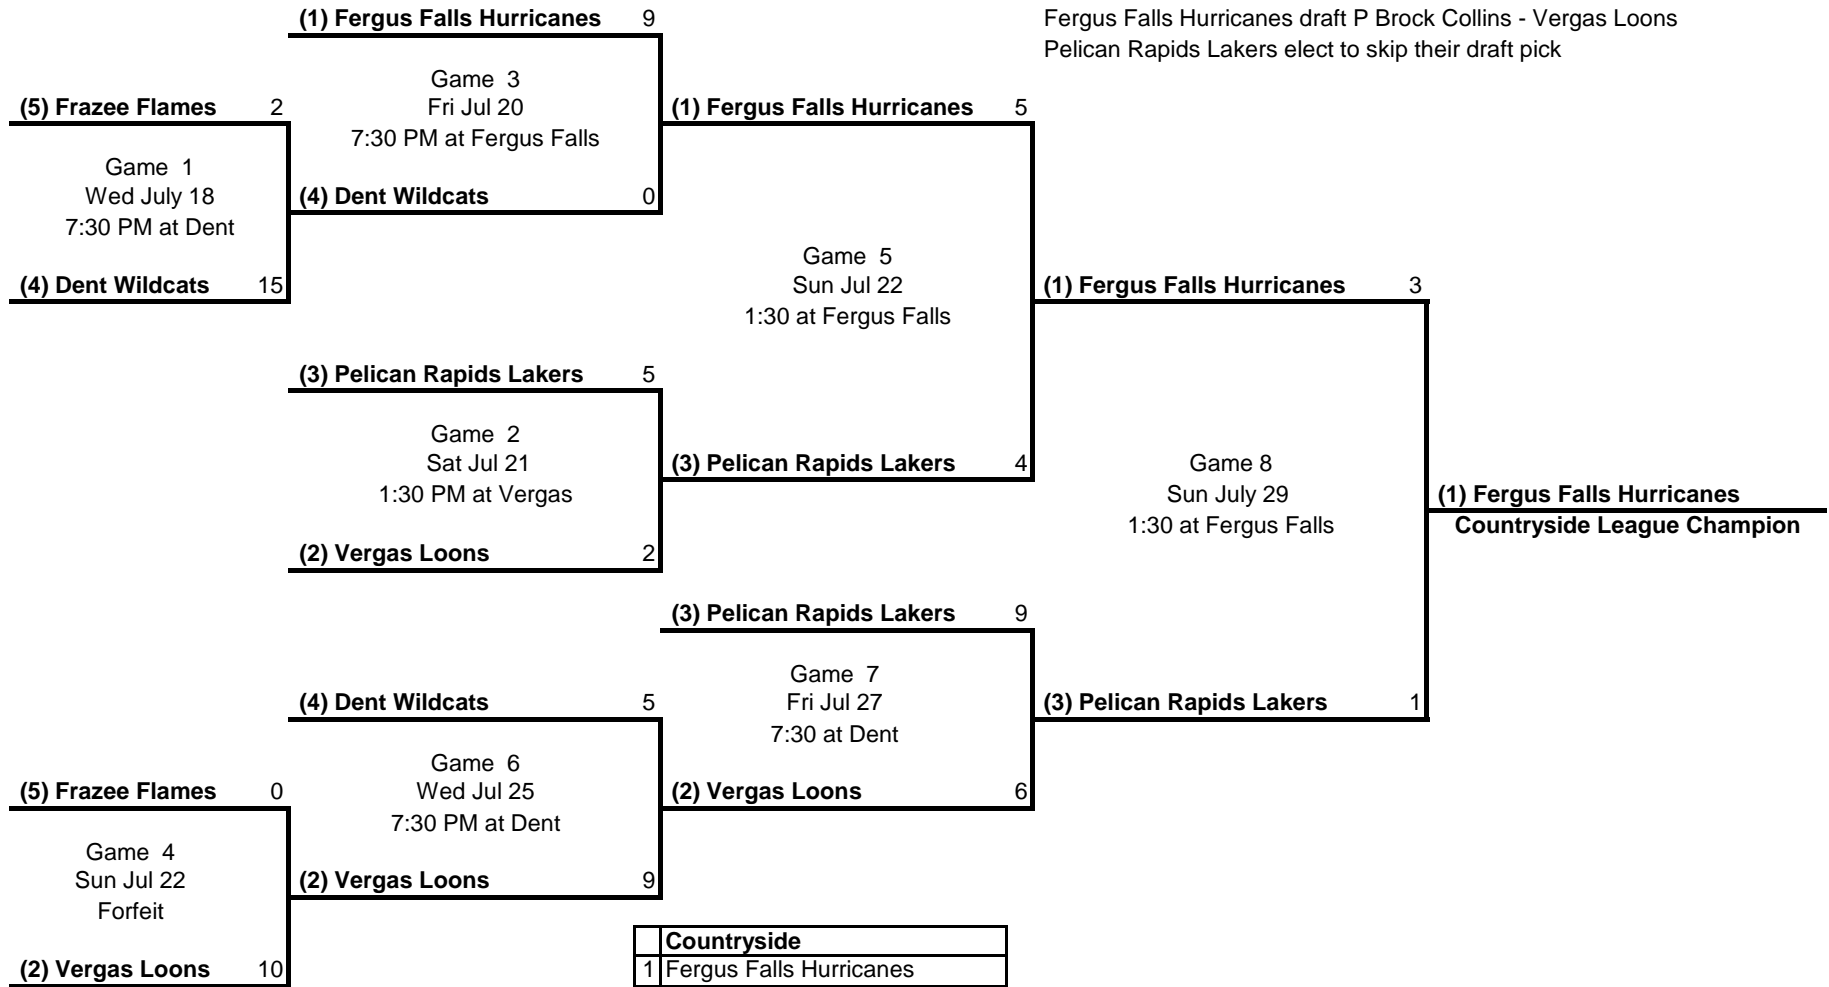 (1) Fergus Falls Hurricanes 9
Fergus Falls Hurricanes draft P Brock Collins - Vergas Loons
Pelican Rapids Lakers elect to skip their draft pick
Game 3
(5) Frazee Flames 2
Fri Jul 20
(1) Fergus Falls Hurricanes 5
7:30 PM at Fergus Falls
Game 1
Wed July 18
(4) Dent Wildcats 0
7:30 PM at Dent
Game 5
(4) Dent Wildcats 15
Sun Jul 22
(1) Fergus Falls Hurricanes 3
1:30 at Fergus Falls
(3) Pelican Rapids Lakers 5
Game 2
Sat Jul 21
(3) Pelican Rapids Lakers 4
Game 8
1:30 PM at Vergas
Sun July 29
(1) Fergus Falls Hurricanes
1:30 at Fergus Falls
Countryside League Champion
(2) Vergas Loons 2
(3) Pelican Rapids Lakers 9
Game 7
(4) Dent Wildcats 5
Fri Jul 27
(3) Pelican Rapids Lakers 1
7:30 at Dent
Game 6
(5) Frazee Flames 0
Wed Jul 25
(2) Vergas Loons 6
7:30 PM at Dent
Game 4
Sun Jul 22
(2) Vergas Loons 9
Forfeit
Countryside
(2) Vergas Loons 10
1 Fergus Falls Hurricanes